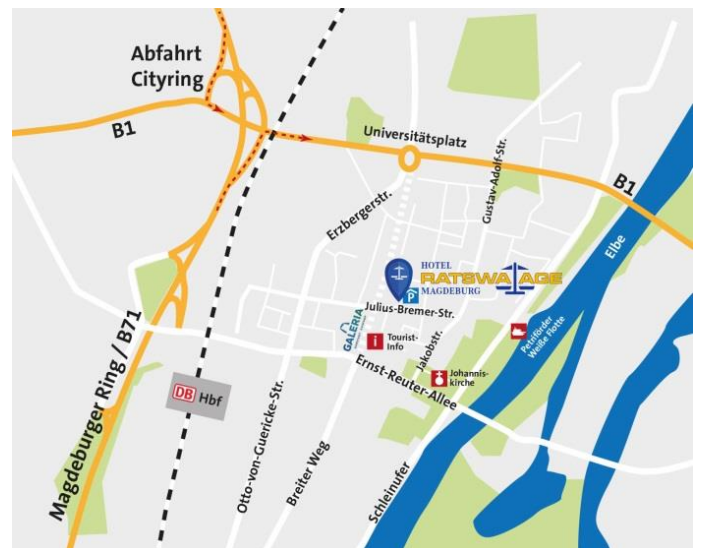 Abfahrt
Cityring
B1
Universitätsplatz
Gustav-Adolf-Str.
B1
Erzbergerstr.
Elbe
HOTEL
RATSWAAGE
MAGDEBURG
P
Julius-Bremer-Str.
GALERIA
i
Tourist-
Info
Jakobstr.
Petriförder
Weiße Flotte
Johannis-
kirche
Ernst-Reuter-Allee
Magdeburger Ring / B71
DB Hbf
Otto-von-Guericke-Str.
Breiter Weg
Schleinufer